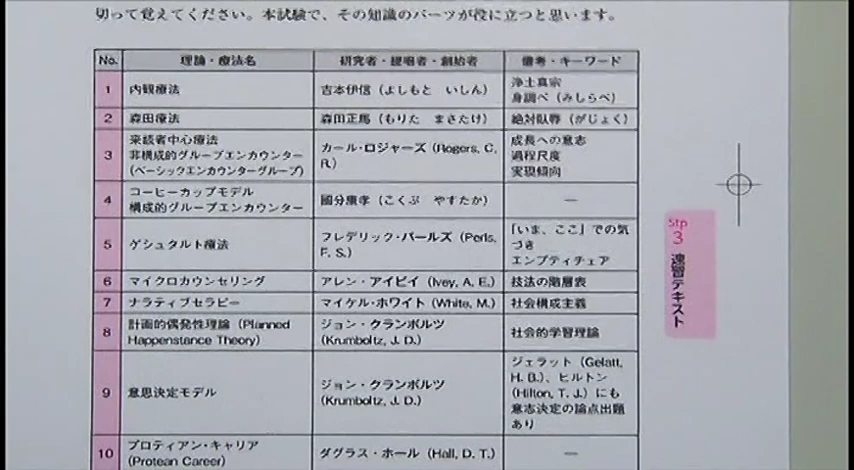 切って覚えてください。本試験で、その知識のパーツが役に立つと思います。
No. 理論・療法名 研究者・提唱者・創始者 備考・キーワード
1 内観療法 吉本伊信（よしもと いしん） 浄土真宗
身調べ（みしらべ）
2 森田療法 森田正馬（もりた まさたけ） 絶対臥辱（がじょく）
3 来談者中心療法
非構成的グループエンカウンター
（ベーシックエンカウンターグループ） カール・ロジャーズ（Rogers, C.
R.） 成長への意志
過程尺度
実現傾向
4 コーヒーカップモデル
構成的グループエンカウンター 國分康孝（こくぶ やすたか） ―
5 ゲシュタルト療法 フレデリック・パールズ（Perls,
F. S.） 「いま、ここ」での気
づき
エンプティチェア
6 マイクロカウンセリング アレン・アイビイ（Ivey, A. E.） 技法の階層表
7 ナラティブセラピー マイケル・ホワイト（White, M.） 社会構成主義
8 計画的偶発性理論（Planned
Happenstance Theory） ジョン・クランボルツ
（Krumboltz, J. D.） 社会的学習理論
9 意思決定モデル ジョン・クランボルツ
（Krumboltz, J. D.） ジェラット（Gelatt,
H. B.）、ヒルトン
（Hilton, T. J.）にも
意志決定の論点出題
あり
10 プロティアン・キャリア
（Protean Career） ダグラス・ホール（Hall, D. T.） ―
Stp
3
速習テキスト